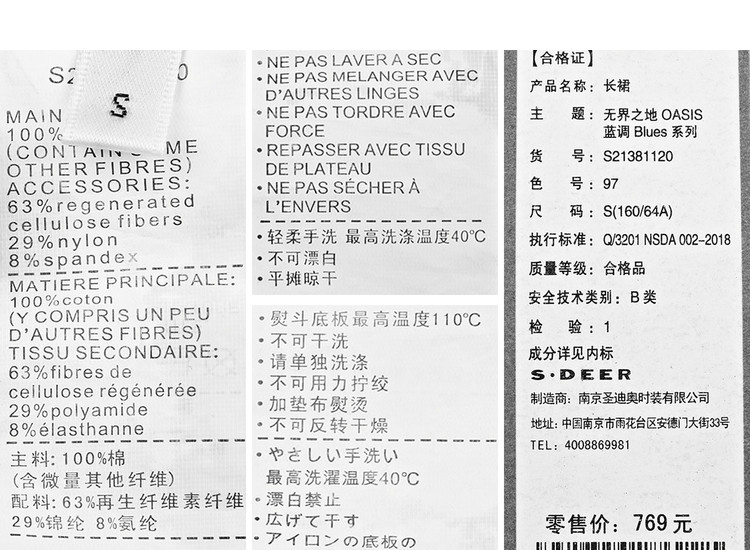 S
MAIN
100%
OTHER FIBRES)
ACCESSORIES:
63%regenerated
cellulose fibers
29%nylon
8%spandex
MATIERE PRINCIPALE:
100%coton
(Y COMPRIS UN PEU
D'AUTRES FIBRES)
TISSU SECONDAIRE:
63%fibres de
cellulose régénérée
29%polyamide
8%élasthanne
主料: 100%棉
(含微量其他纤维)
配料: 63%再生纤维素纤维
29%锦纶 8%氨纶
• NE PAS LAVER A SEC
• NE PAS MELANGER AVEC
D'AUTRES LINGES
• NE PAS TORDRE AVEC
FORCE
• REPASSER AVEC TISSU
DE PLATEAU
• NE PAS SÉCHER À
L'ENVERS
• 轻柔手洗 最高洗涤温度40℃
• 不可漂白
• 平摊晾干
• 熨斗底板最高温度110℃
• 不可干洗
• 请单独洗涤
• 不可用力拧绞
• 加垫布熨烫
• 不可反转干燥
• やさしい手洗い
最高洗濯温度40℃
• 漂白禁止
• 広げて干す
• アイロンの底板の
【合格证】
产品名称: 长裙
主 题: 无界之地 OASIS
蓝调 Blues 系列
货 号: S21381120
色 号: 97
尺 码: S(160/64A)
执行标准: Q/3201 NSDA 002-2018
质量等级: 合格品
安全技术类别: B 类
检 验: 1
成分详见内标
S·DEER
制造商: 南京圣迪奥时装有限公司
地址: 中国南京市雨花台区安德门大街33号
TEL: 4008869981
零售价: 769 元